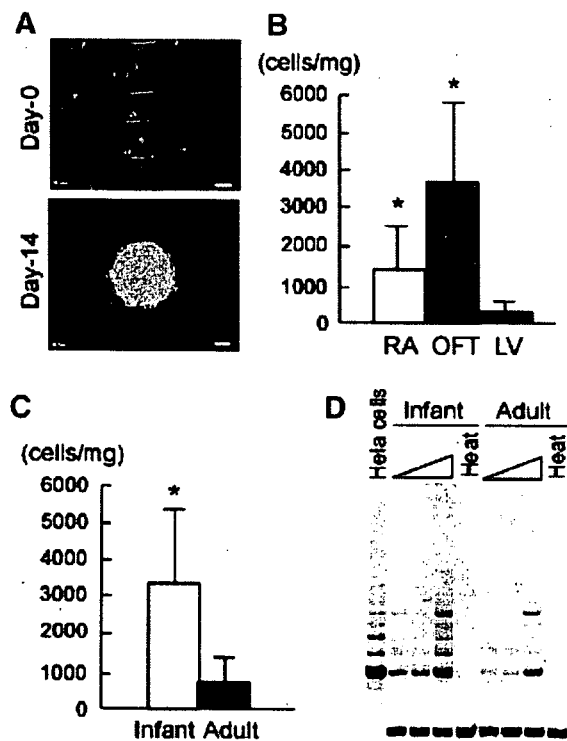 A
Day-0
Day-14
B
(cells/mg)
6000
5000
4000
3000
2000
1000
0
*
*
RA OFT LV
C
(cells/mg)
6000
5000
4000
3000
2000
1000
0
*
Infant Adult
D
Hela cells
Infant
Heat
Adult
Heat